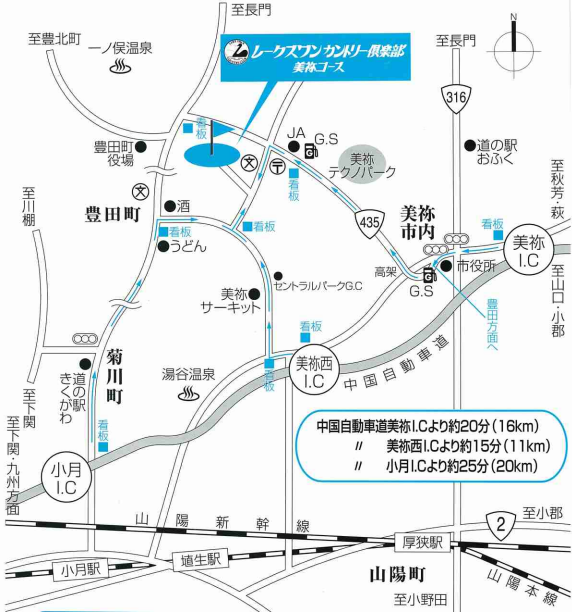 至長門
至豊北町
一ノ俣温泉
レークスワンカントリー倶楽部
美祢コース
N
至長門
316
豊田町
役場
看板
JA
G.S
文
〒
看板
美祢
テクノパーク
道の駅
おふく
至秋芳・萩
至川棚
文
酒
豊田町
看板
うどん
看板
435
美祢
市内
看板
美祢
I.C
高架
市役所
G.S
至山口・小郡
豊田方面へ
セントラルパークG.C
美祢
サーキット
看板
中国自動車道
美祢西
I.C
看板
湯谷温泉
菊川町
道の駅
きくがわ
至下関
看板
至下関・九州方面
小月
I.C
中国自動車道美祢I.Cより約20分(16km)
〃 美祢西I.Cより約15分(11km)
〃 小月I.Cより約25分(20km)
山陽新幹線
2
至小郡
厚狭駅
小月駅
埴生駅
山陽町
山陽本線
至小野田